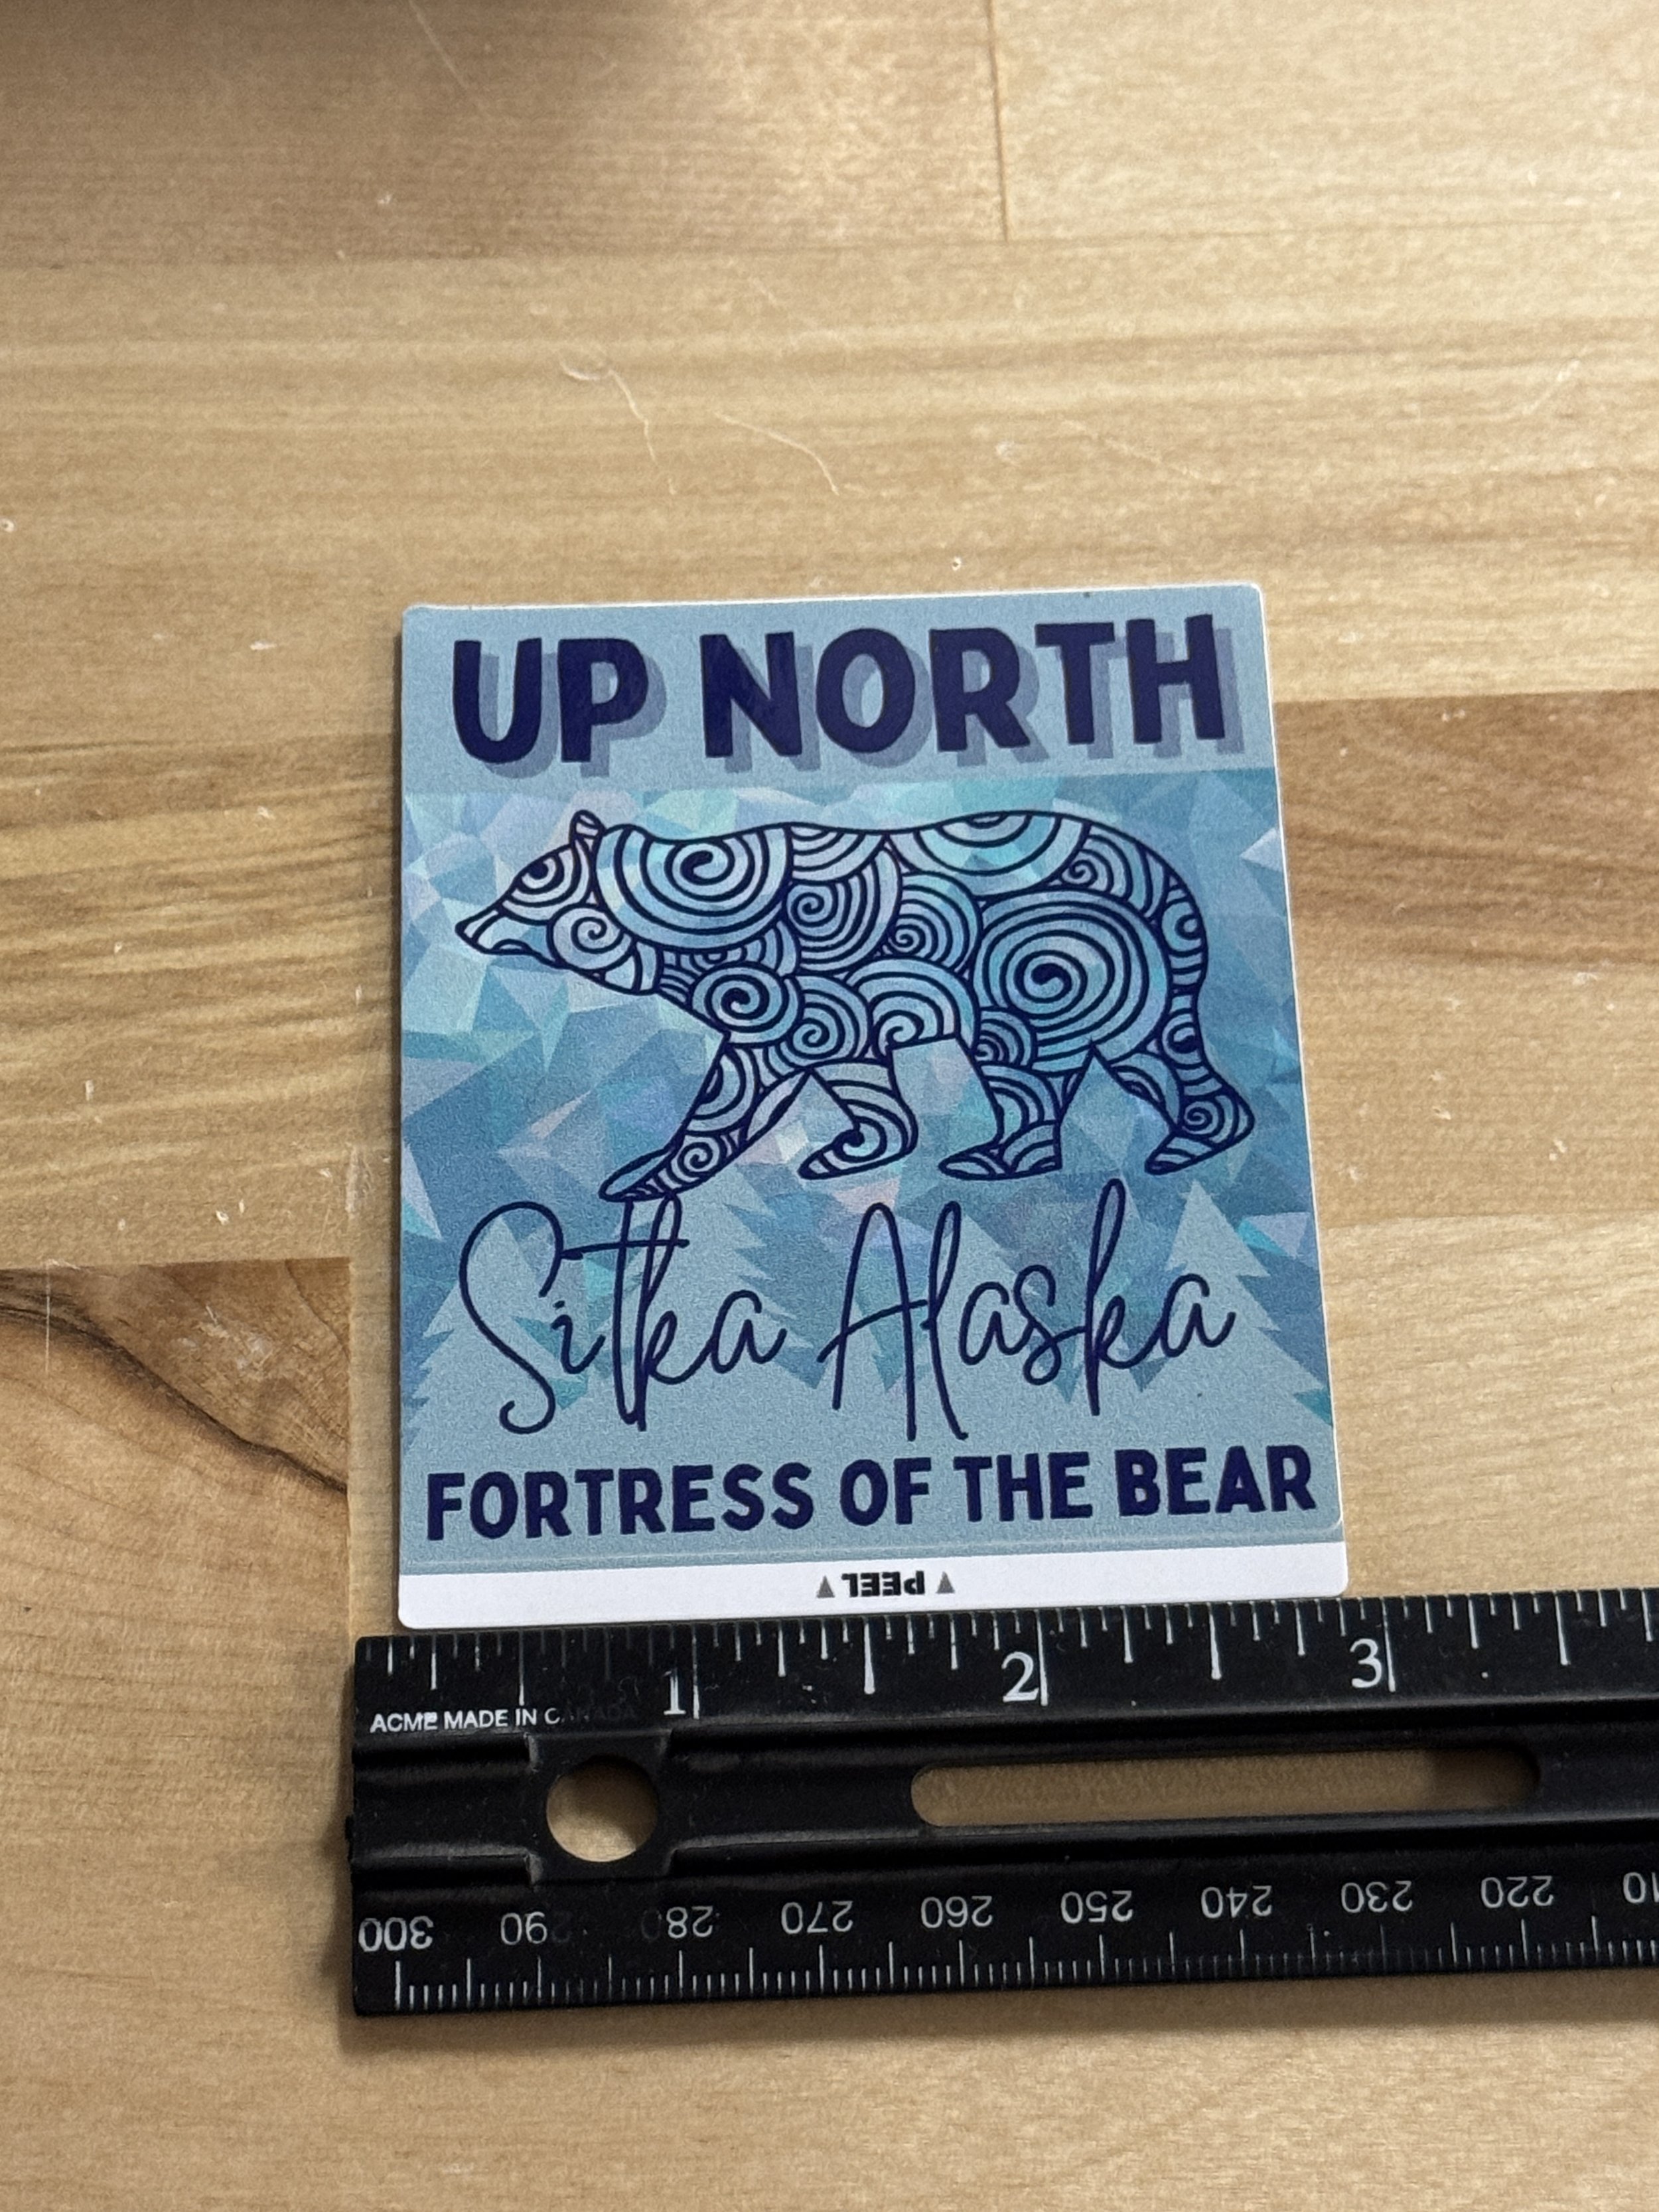 UP NORTH
Sitka Alaska
FORTRESS OF THE BEAR
PEEL
1 2 3
ACME MADE IN CANADA
300 290 280 270 260 250 240 230 220